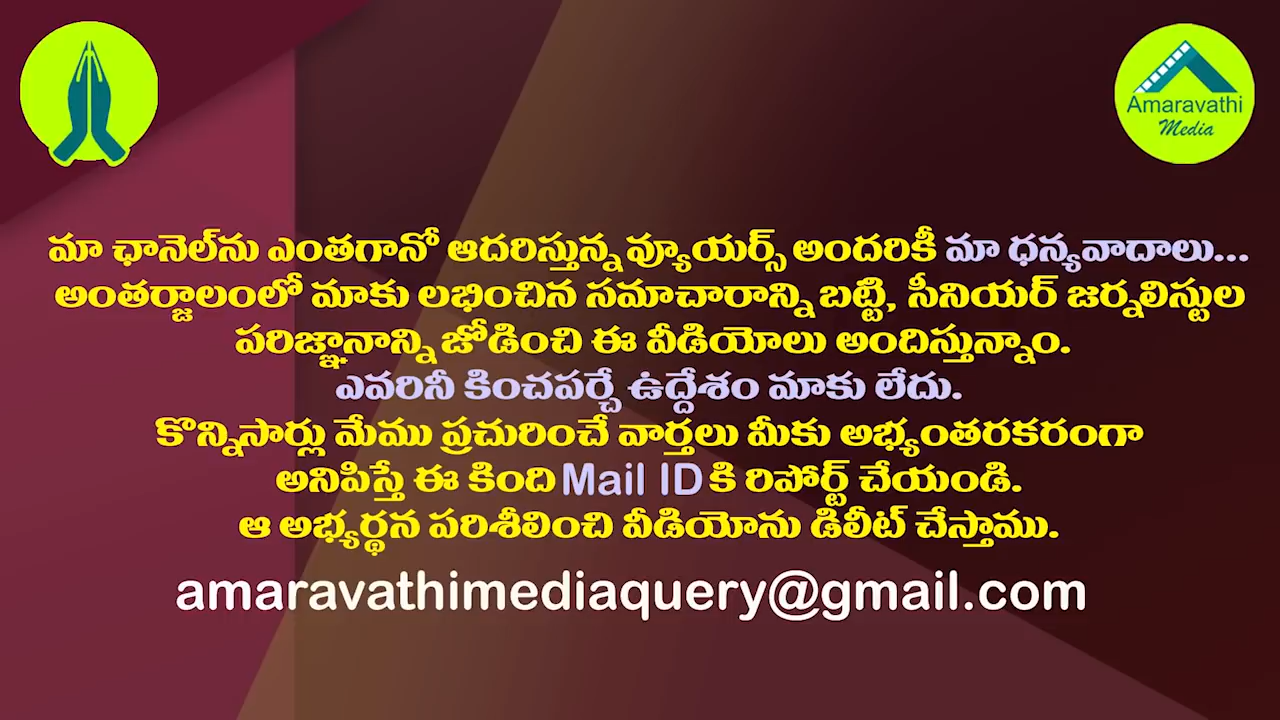 Amaravathi
Media
మా ఛానెల్‌ను ఎంతగానో ఆదరిస్తున్న వ్యూయర్స్ అందరికీ మా ధన్యవాదాలు...
అంతర్జాలంలో మాకు లభించిన సమాచారాన్ని బట్టి, సీనియర్ జర్నలిస్టుల
పరిజ్ఞానాన్ని జోడించి ఈ వీడియోలు అందిస్తున్నాం.
ఎవరినీ కించపర్చే ఉద్దేశం మాకు లేదు.
కొన్నిసార్లు మేము ప్రచురించే వార్తలు మీకు అభ్యంతరకరంగా
అనిపిస్తే ఈ కింది Mail ID కి రిపోర్ట్ చేయండి.
ఆ అభ్యర్థన పరిశీలించి వీడియోను డిలీట్ చేస్తాము.
amaravathimediaquery@gmail.com